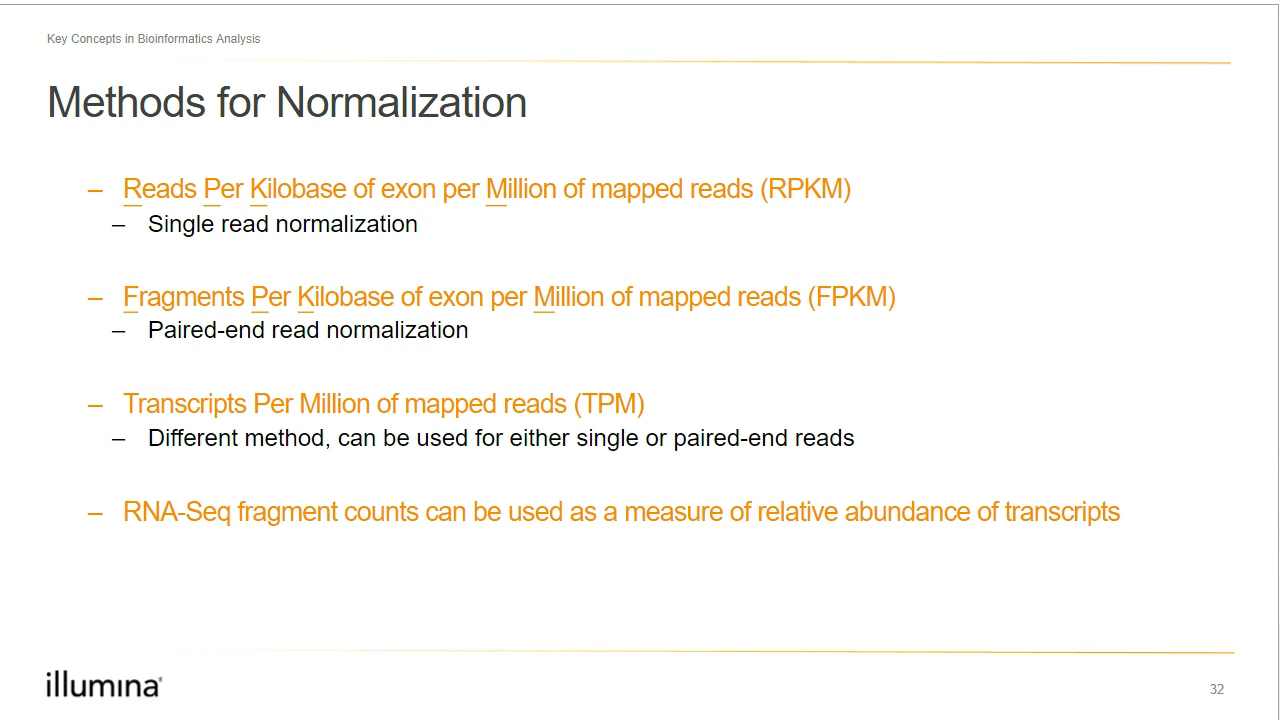 Key Concepts in Bioinformatics Analysis
Methods for Normalization
– Reads Per Kilobase of exon per Million of mapped reads (RPKM)
– Single read normalization
– Fragments Per Kilobase of exon per Million of mapped reads (FPKM)
– Paired-end read normalization
– Transcripts Per Million of mapped reads (TPM)
– Different method, can be used for either single or paired-end reads
– RNA-Seq fragment counts can be used as a measure of relative abundance of transcripts
illumina®
32